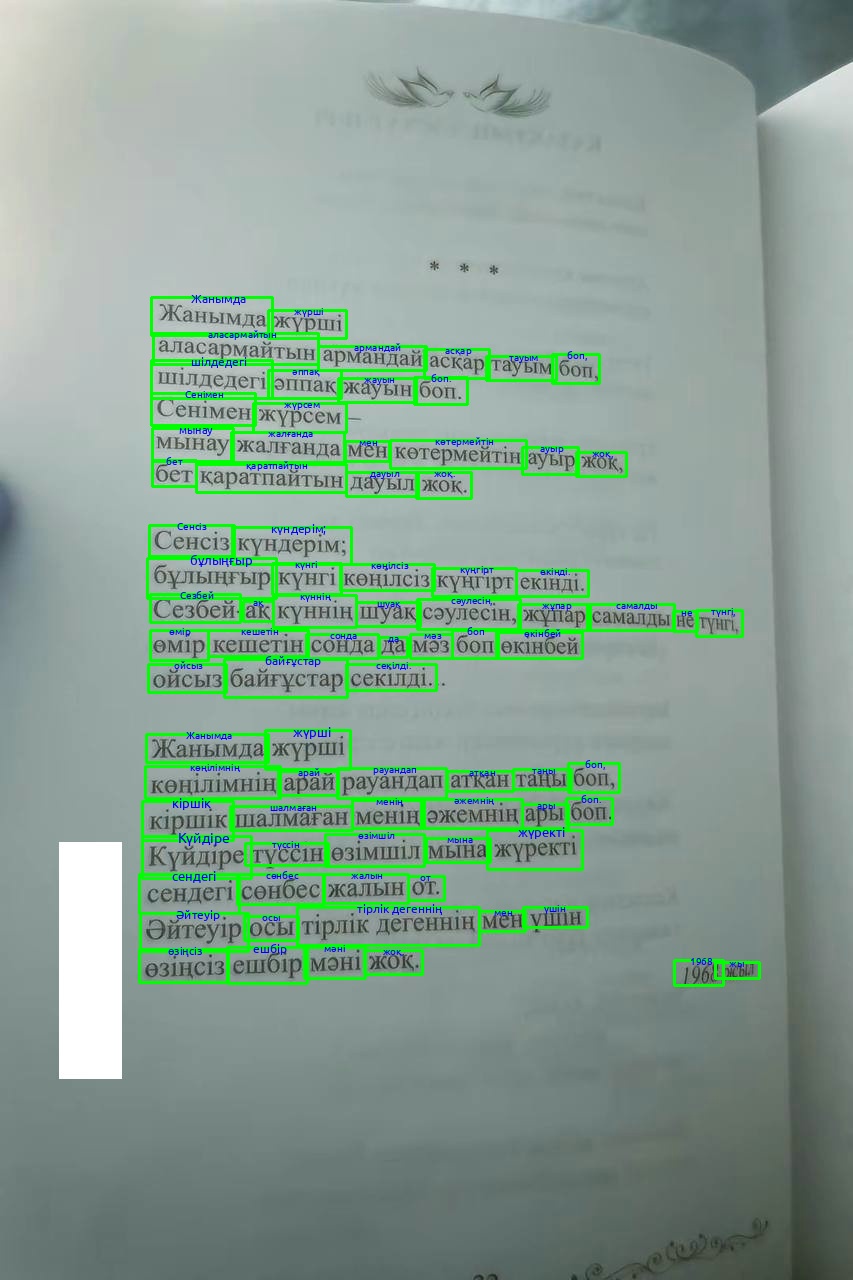 * * *
Жанымда жүрші
аласармайтын армандай асқар тауым боп,
шілдедегі әппақ жауын боп.
Сенімен жүрсем –
мынау жалғанда мен көтермейтін ауыр жоқ,
бет қаратпайтын дауыл жоқ.
Сенсіз күндерім;
бұлыңғыр күнгі көңілсіз күңгірт екінді.
Сезбей-ақ күннің шуақ сәулесін, жұпар самалды не түнгі,
өмір кешетін сонда да мәз боп өкінбей
ойсыз байғұстар секілді...
Жанымда жүрші
көңілімнің арай рауандап атқан таңы боп,
кіршік шалмаған менің әжемнің ары боп.
Күйдіре түссін өзімшіл мына жүректі
сендегі сөнбес жалын от.
Әйтеуір осы тірлік дегеннің мен үшін
өзіңсіз ешбір мәні жоқ.
1968 жыл